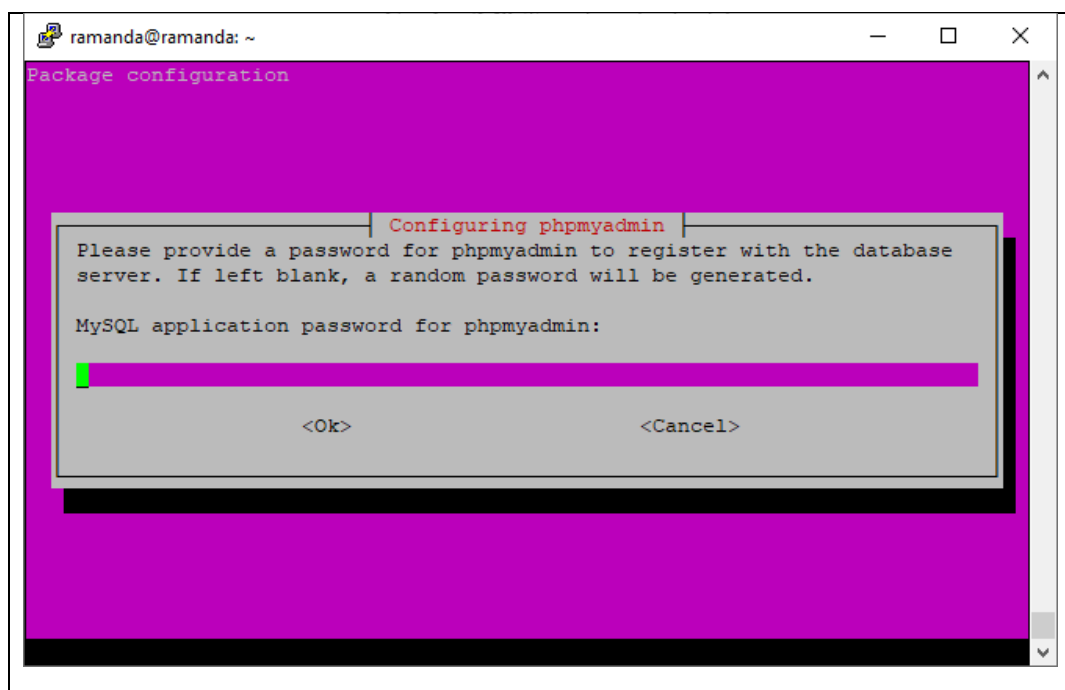 ramanda@ramanda: ~
Package configuration
Configuring phpmyadmin
Please provide a password for phpmyadmin to register with the database
server. If left blank, a random password will be generated.
MySQL application password for phpmyadmin:
<Ok> <Cancel>